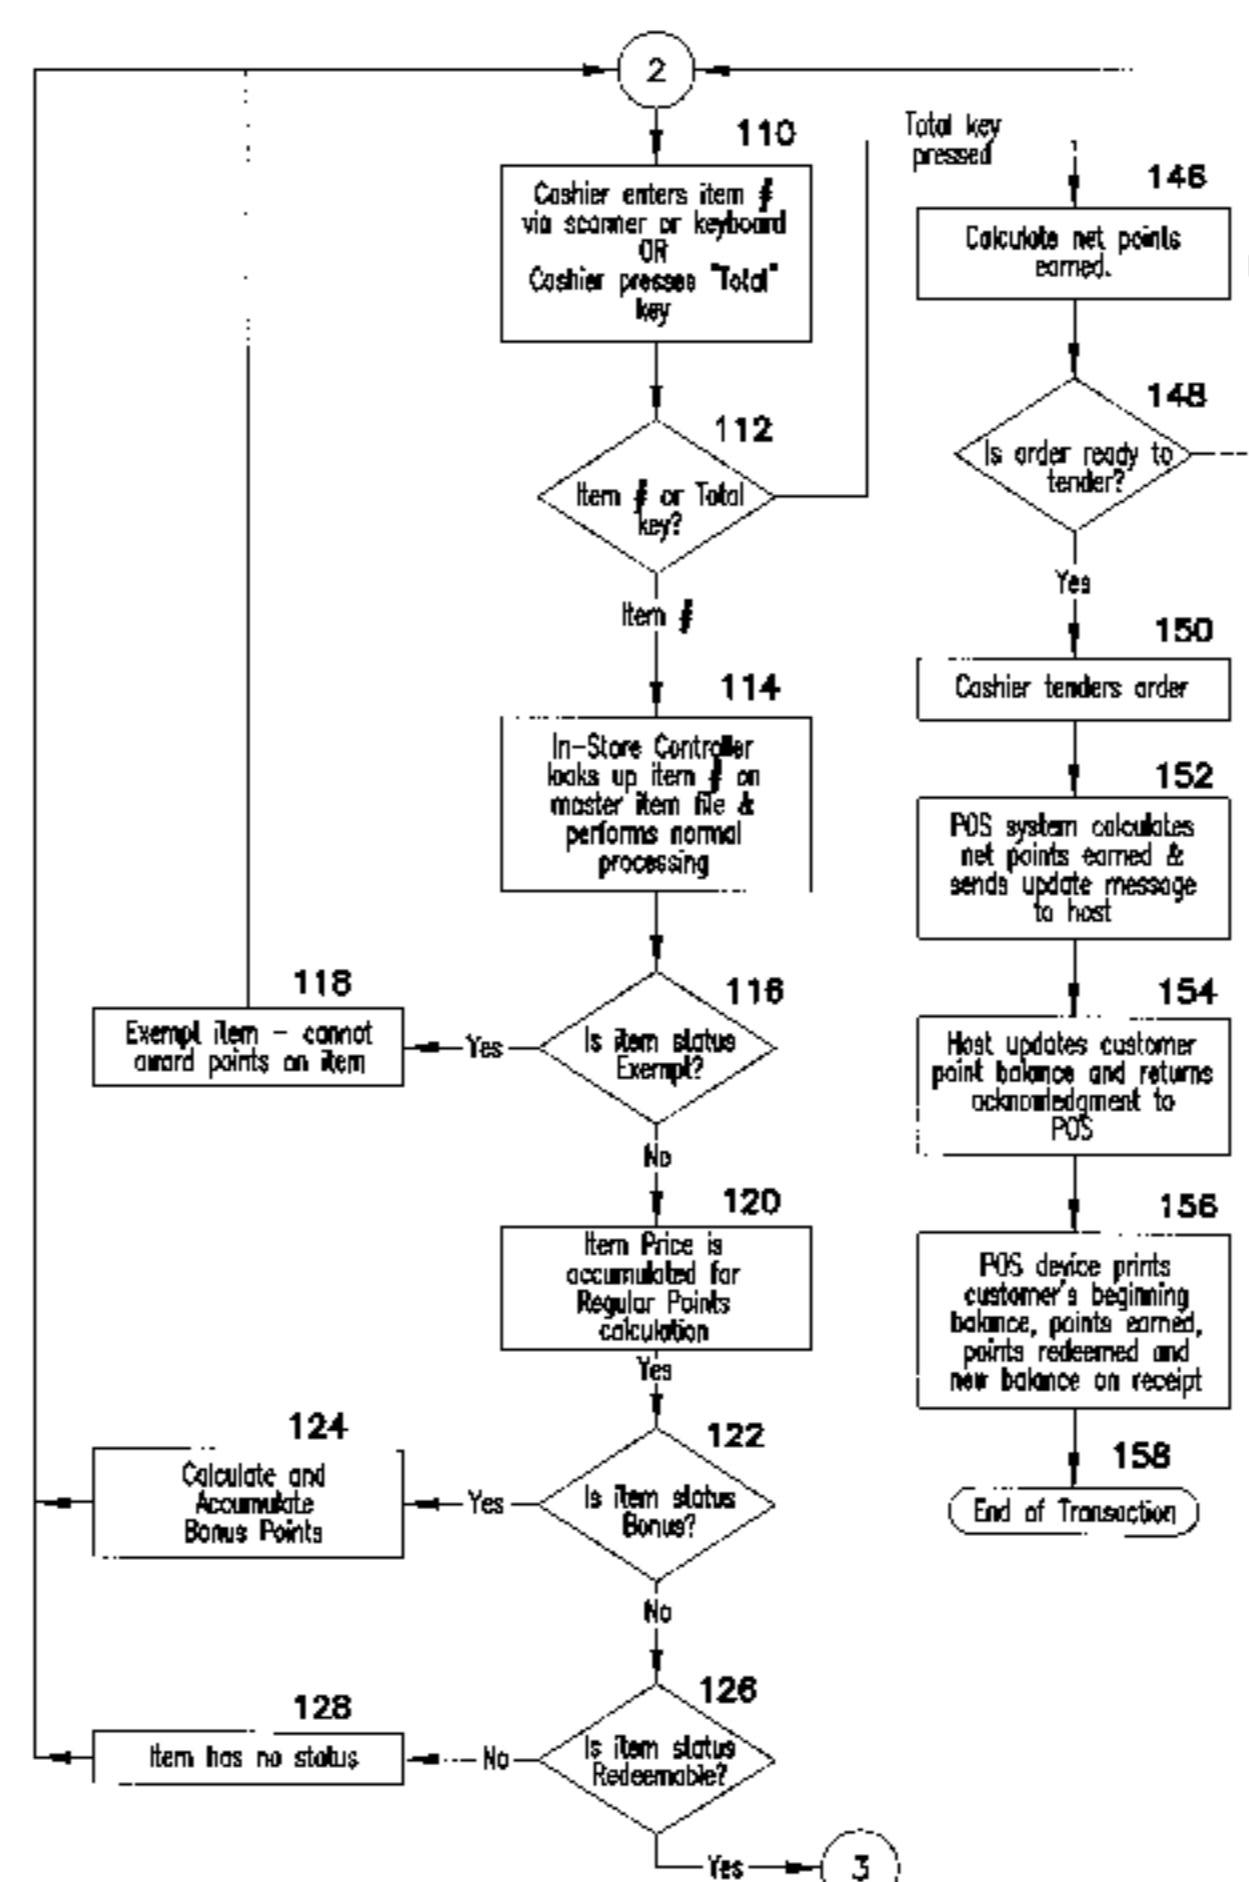 2
110
Cashier enters item #
via scanner or keyboard
OR
Cashier presses "Total"
key
112
Item # or Total
key?
Item #
114
In-Store Controller
looks up item # on
master item file &
performs normal
processing
116
Is item status
Exempt?
Yes
118
Exempt item - cannot
award points on item
No
120
Item Price is
accumulated for
Regular Points
calculation
Yes
122
Is item status
Bonus?
Yes
124
Calculate and
Accumulate
Bonus Points
No
126
Is item status
Redeemable?
No
128
Item has no status
Yes
3
Total key
pressed
146
Calculate net points
earned.
148
Is order ready to
tender?
Yes
150
Cashier tenders order
152
POS system calculates
net points earned &
sends update message
to host
154
Host updates customer
point balance and returns
acknowledgment to
POS
156
POS device prints
customer's beginning
balance, points earned,
points redeemed and
new balance on receipt
158
End of Transaction